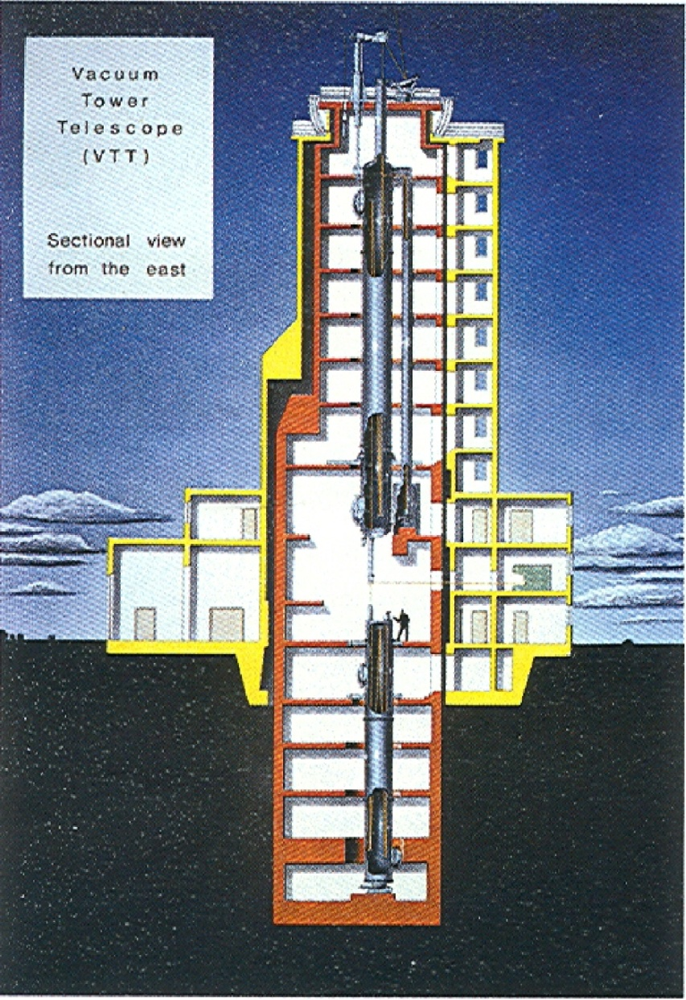 Vacuum
Tower
Telescope
(VTT)
Sectional view
from the east